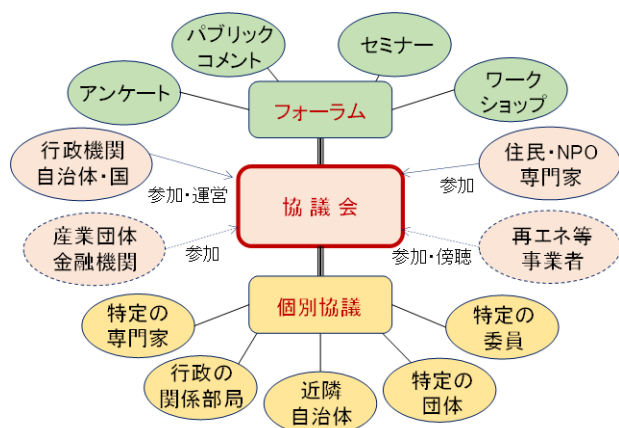 パブリック
コメント
セミナー
アンケート
フォーラム
ワーク
ショップ
行政機関
自治体・国
参加・運営
協議会
参加
住民・NPO
専門家
産業団体
金融機関
参加
参加・傍聴
再エネ等
事業者
個別協議
特定の
専門家
特定の
委員
行政の
関係部局
近隣
自治体
特定の
団体